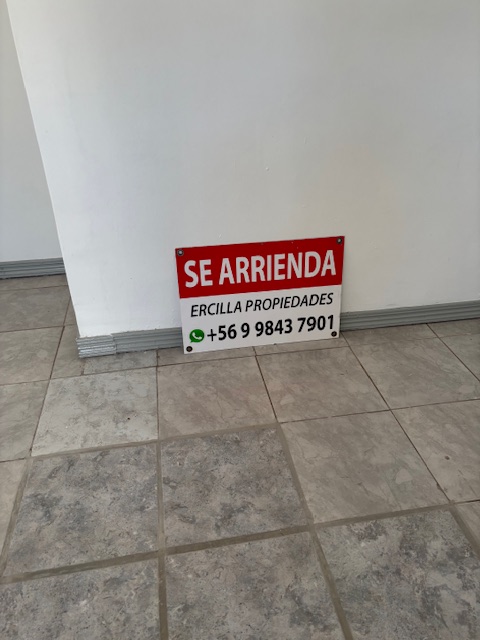 SE ARRIENDA
ERCILLA PROPIEDADES
+56 9 9843 7901